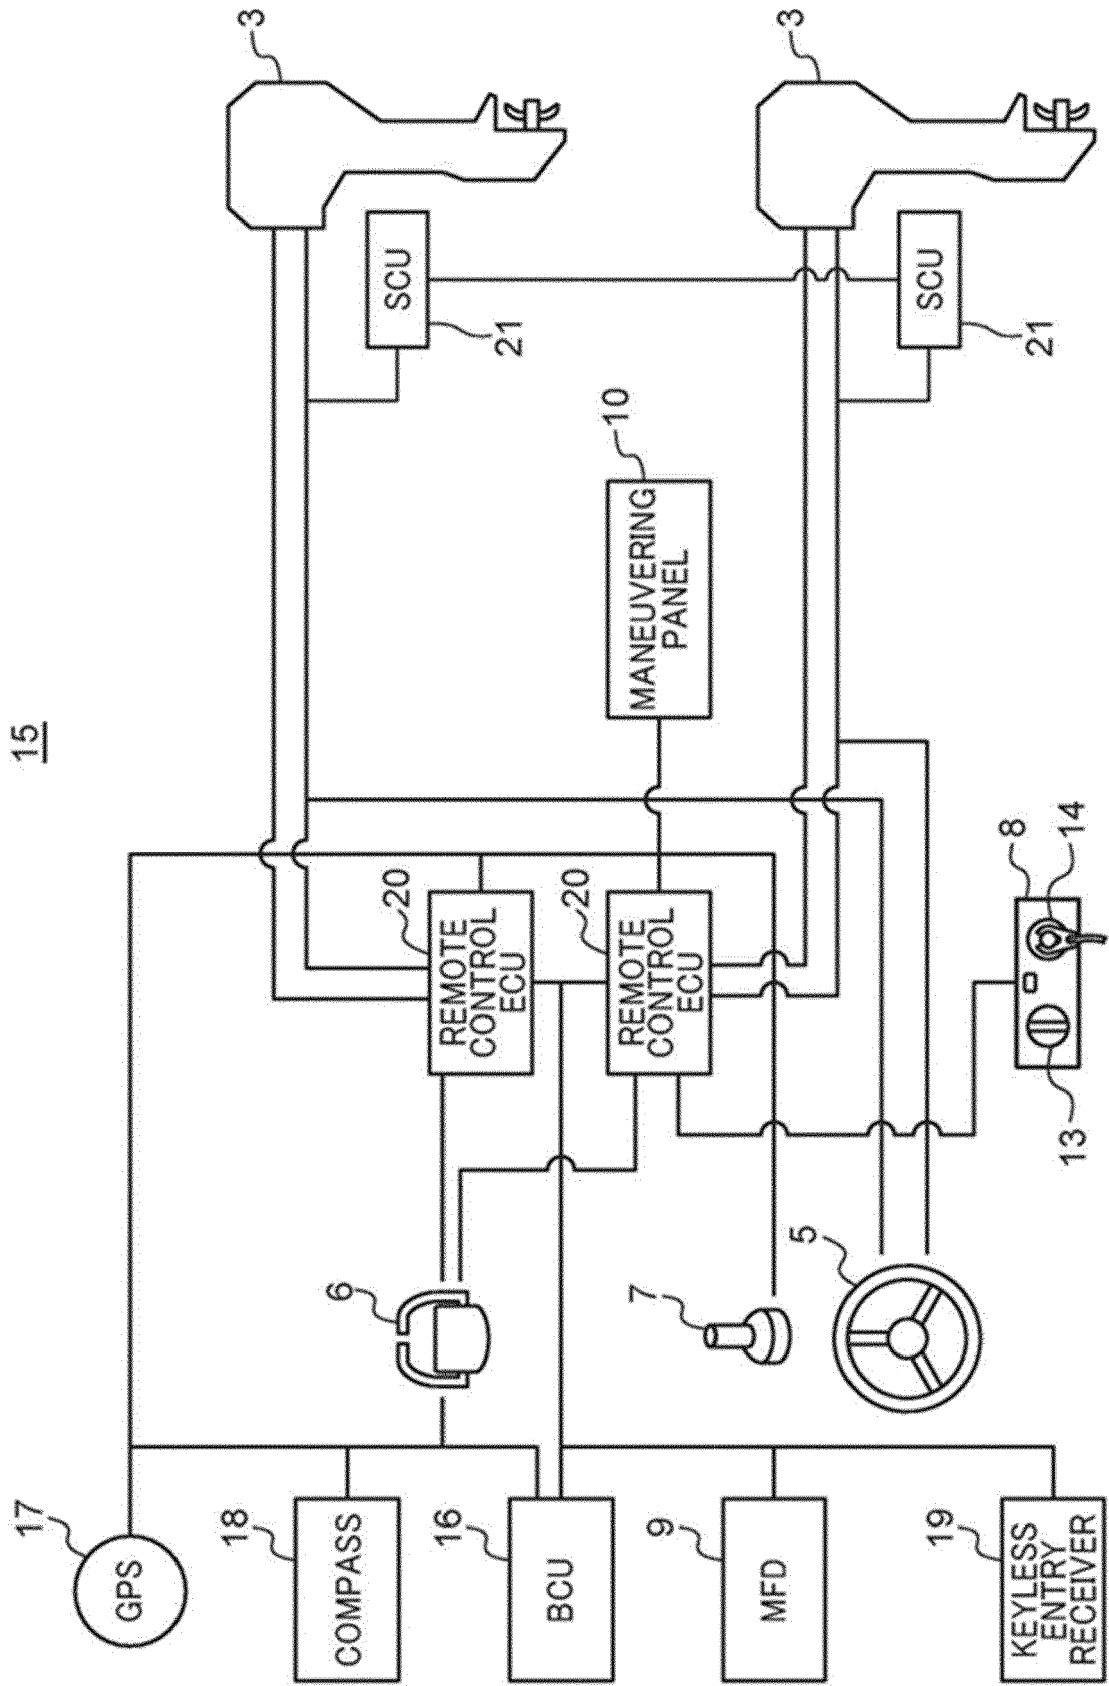 15
17
GPS
18
COMPASS
16
BCU
9
MFD
19
KEYLESS
ENTRY
RECEIVER
6
7
5
20
REMOTE
CONTROL
ECU
20
REMOTE
CONTROL
ECU
13
8
14
10
MANEUVERING
PANEL
SCU
21
SCU
21
3
3